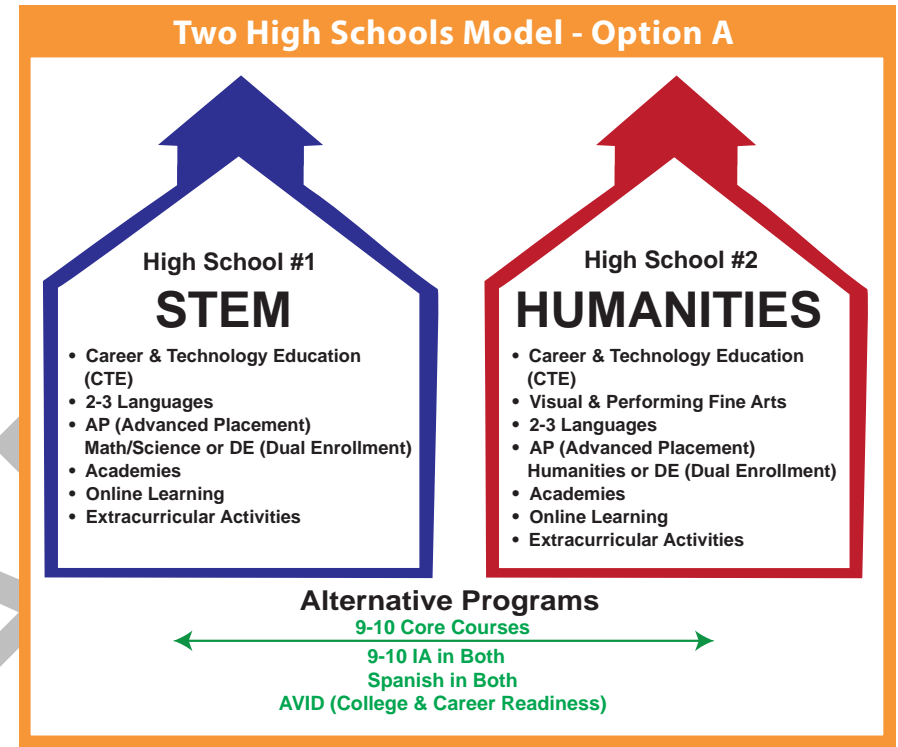 Two High Schools Model - Option A
High School #1
STEM
• Career & Technology Education
(CTE)
• 2-3 Languages
• AP (Advanced Placement)
Math/Science or DE (Dual Enrollment)
• Academies
• Online Learning
• Extracurricular Activities
High School #2
HUMANITIES
• Career & Technology Education
(CTE)
• Visual & Performing Fine Arts
• 2-3 Languages
• AP (Advanced Placement)
Humanities or DE (Dual Enrollment)
• Academies
• Online Learning
• Extracurricular Activities
Alternative Programs
9-10 Core Courses
9-10 IA in Both
Spanish in Both
AVID (College & Career Readiness)